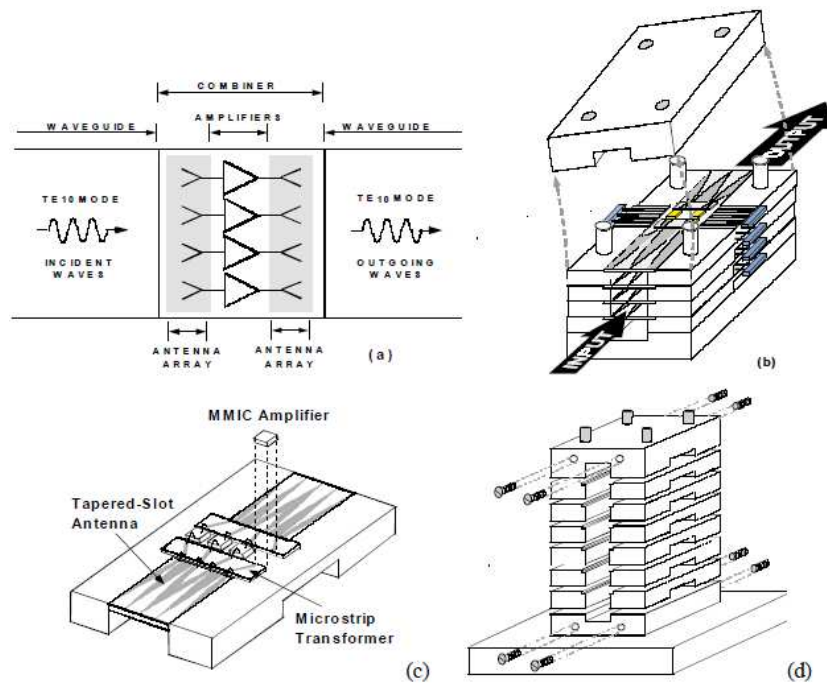 COMBINER
AMPLIFIERS
WAVEGUIDE
WAVEGUIDE
TE10 MODE
TE10 MODE
INCIDENT
WAVES
OUTGOING
WAVES
ANTENNA
ARRAY
ANTENNA
ARRAY
(a)
OUTPUT
INPUT
(b)
MMIC Amplifier
Tapered-Slot
Antenna
Microstrip
Transformer
(c)
(d)